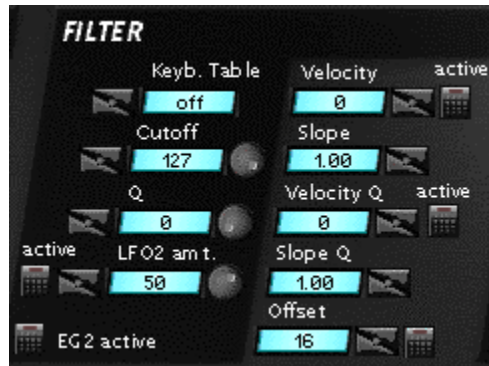 FILTER
Keyb. Table Velocity active
off 0
Cutoff Slope
127 1.00
Q Velocity Q active
0 0
active LFO2 amt. Slope Q
50 1.00
Offset
EG2 active 16